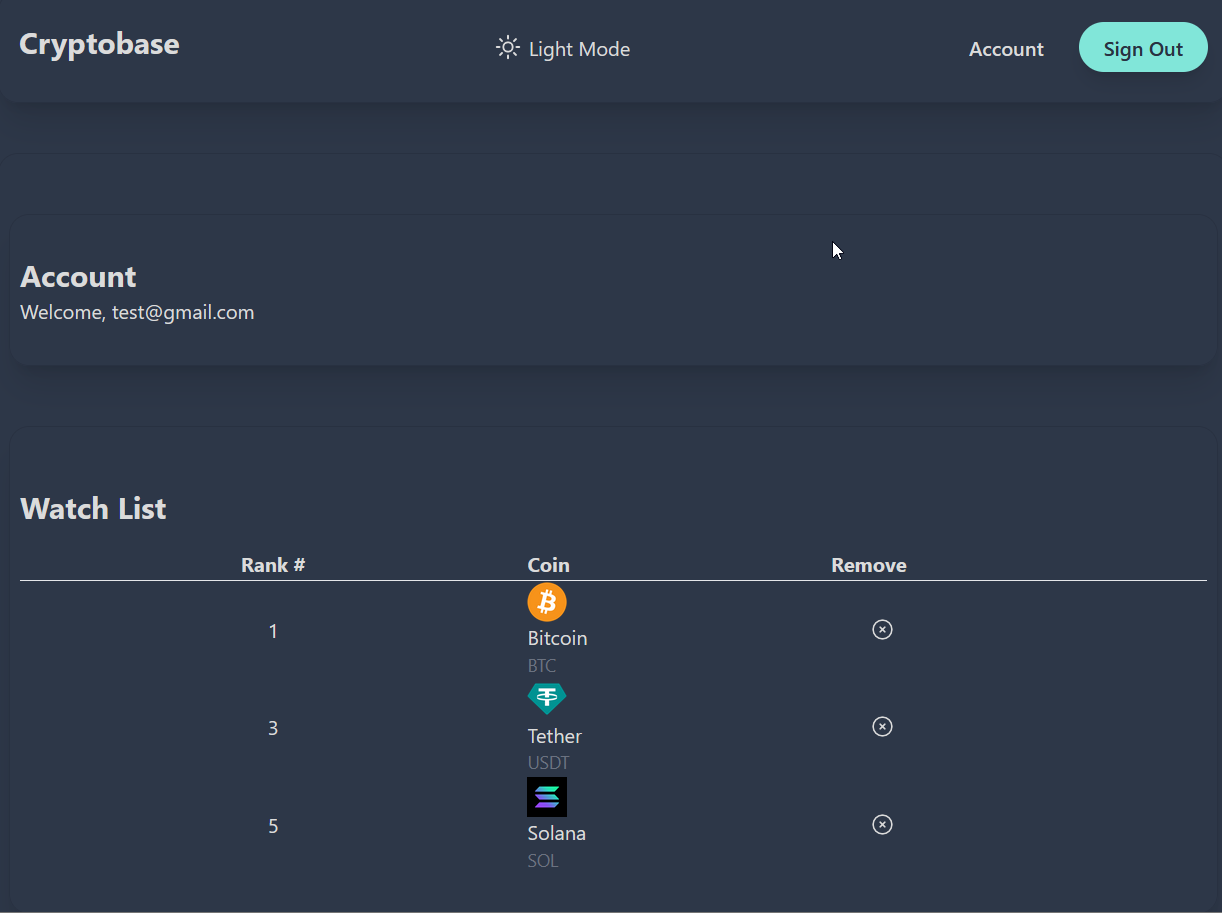 Cryptobase
Light Mode
Account
Sign Out
Account
Welcome, test@gmail.com
Watch List
Rank # Coin Remove
1
Bitcoin
BTC
3
Tether
USDT
5
Solana
SOL